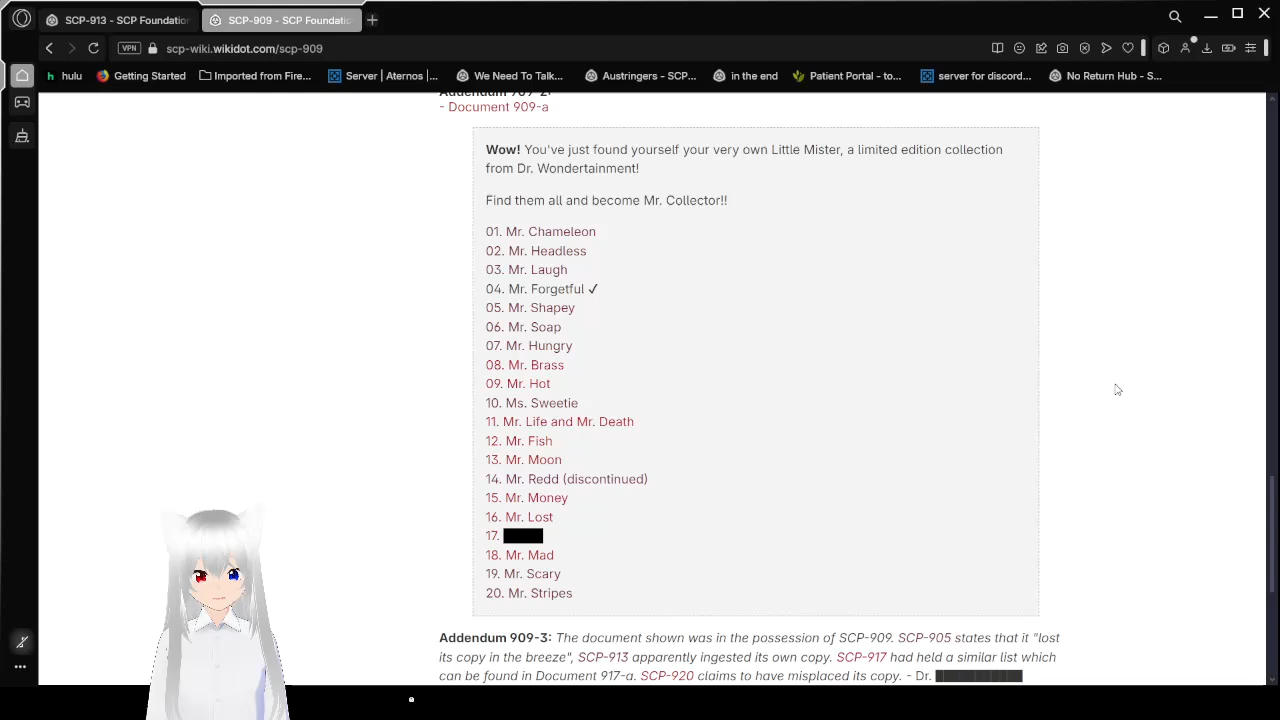 SCP-913 - SCP Foundation
SCP-909 - SCP Foundatic
VPN scp-wiki.wikidot.com/scp-909
h hulu Getting Started Imported from Fire... Server | Aternos |... We Need To Talk... Austringers - SCP... in the end Patient Portal - to... server for discord... No Return Hub - S...
Addendum 909-2:
- Document 909-a
Wow! You've just found yourself your very own Little Mister, a limited edition collection
from Dr. Wondertainment!
Find them all and become Mr. Collector!!
01. Mr. Chameleon
02. Mr. Headless
03. Mr. Laugh
04. Mr. Forgetful ✓
05. Mr. Shapey
06. Mr. Soap
07. Mr. Hungry
08. Mr. Brass
09. Mr. Hot
10. Ms. Sweetie
11. Mr. Life and Mr. Death
12. Mr. Fish
13. Mr. Moon
14. Mr. Redd (discontinued)
15. Mr. Money
16. Mr. Lost
17. █████
18. Mr. Mad
19. Mr. Scary
20. Mr. Stripes
Addendum 909-3: The document shown was in the possession of SCP-909. SCP-905 states that it "lost
its copy in the breeze", SCP-913 apparently ingested its own copy. SCP-917 had held a similar list which
can be found in Document 917-a. SCP-920 claims to have misplaced its copy. - Dr. ███████████